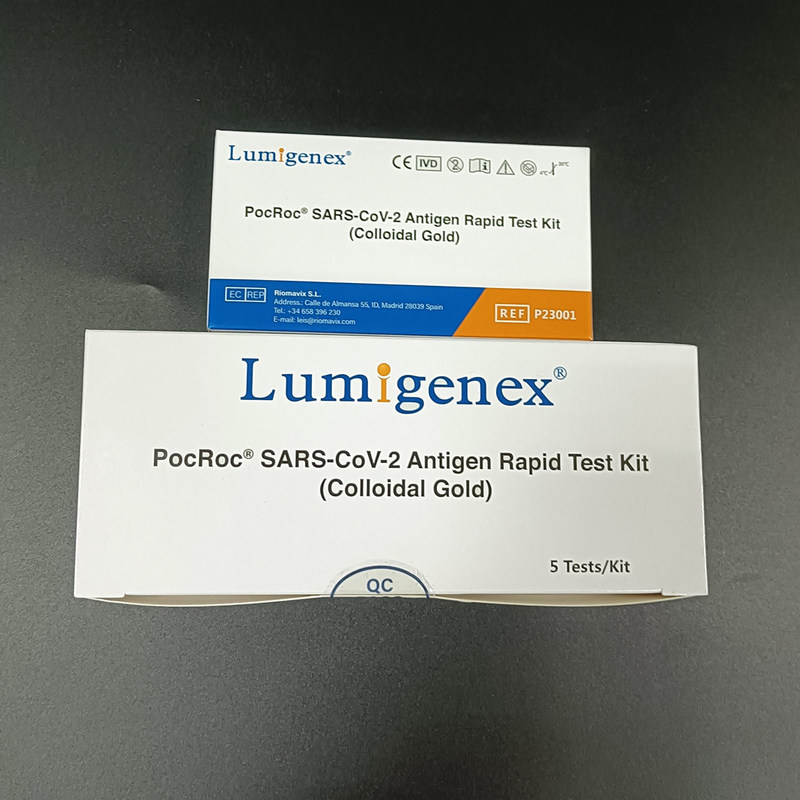 Lumigenex®
CE IVD
4°C 30°C
PocRoc® SARS-CoV-2 Antigen Rapid Test Kit
(Colloidal Gold)
EC REP
Riomavix S.L.
Address.: Calle de Almansa 55, 1D, Madrid 28039 Spain
Tel.: +34 658 396 230
E-mail: leis@riomavix.com
REF P23001
Lumigenex®
PocRoc® SARS-CoV-2 Antigen Rapid Test Kit
(Colloidal Gold)
5 Tests/Kit
QC